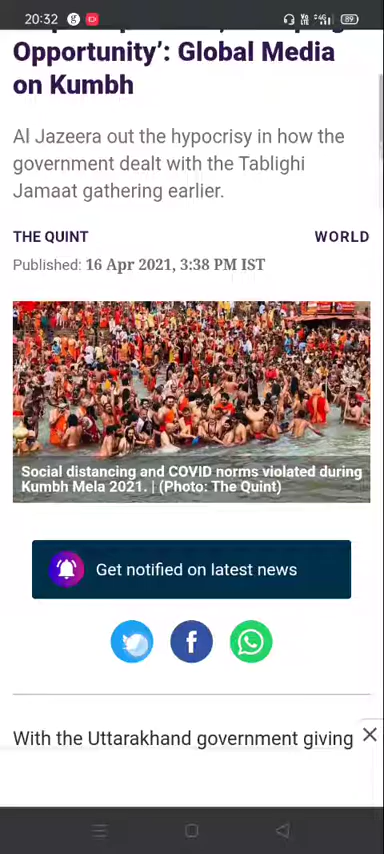 20:32
89
Opportunity’: Global Media
on Kumbh
Al Jazeera out the hypocrisy in how the
government dealt with the Tablighi
Jamaat gathering earlier.
THE QUINT
WORLD
Published: 16 Apr 2021, 3:38 PM IST
Social distancing and COVID norms violated during
Kumbh Mela 2021. | (Photo: The Quint)
Get notified on latest news
With the Uttarakhand government giving